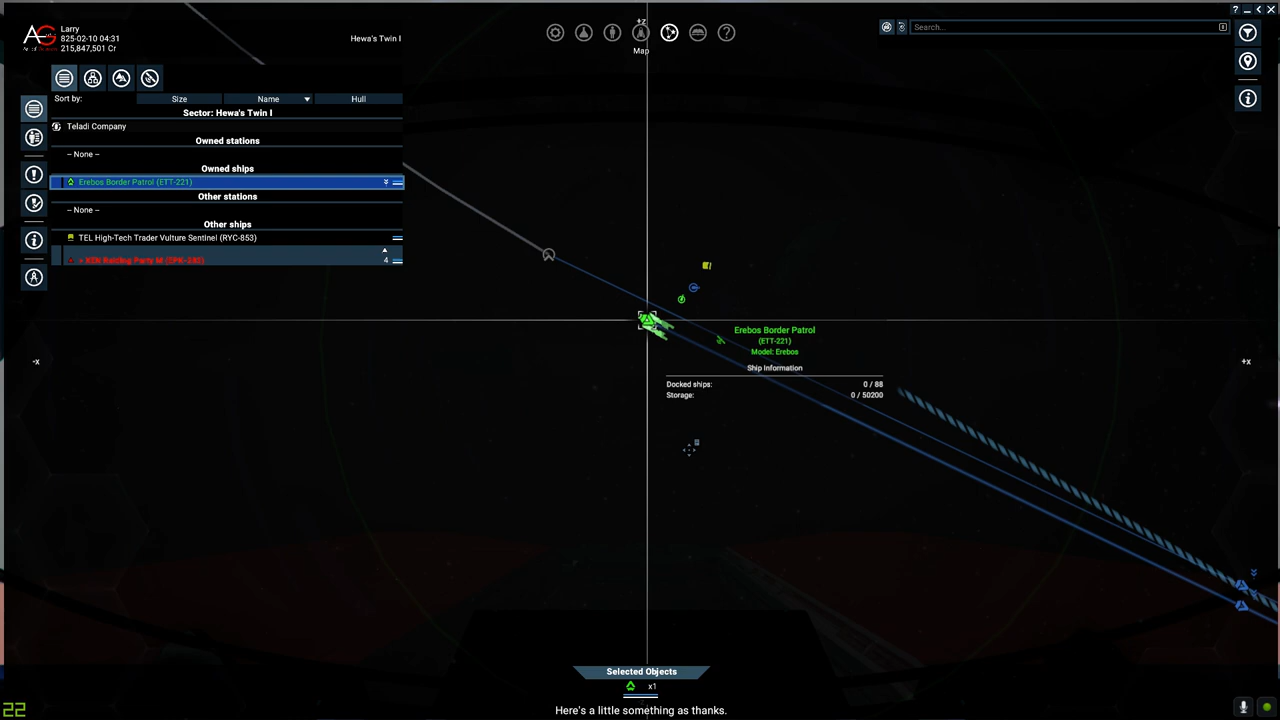 Larry
825-02-10 04:31
215,847,501 Cr
Hewa's Twin I
+z
Map
Search...
Sort by:
Size
Name
Hull
Sector: Hewa's Twin I
Teladi Company
Owned stations
-- None --
Owned ships
Erebos Border Patrol (ETT-221)
Other stations
-- None --
Other ships
TEL High-Tech Trader Vulture Sentinel (RYC-853)
XEN Raiding Party M
4
-x
+x
Erebos Border Patrol
(ETT-221)
Model: Erebos
Ship Information
Docked ships: 0 / 88
Storage: 0 / 50200
Selected Objects
x1
Here's a little something as thanks.
22